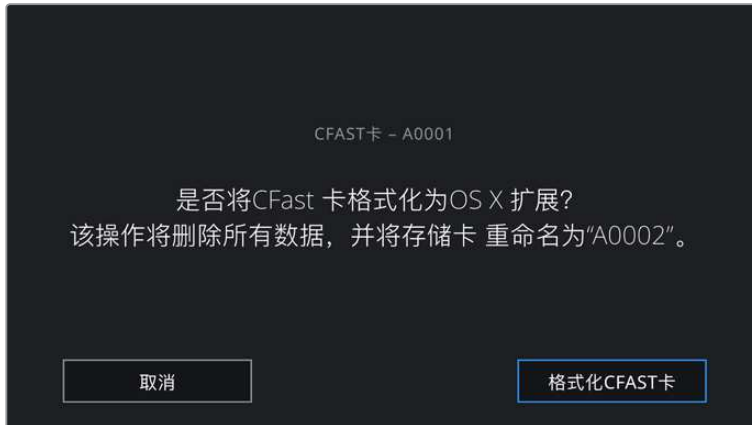 CFAST卡 – A0001
是否将CFast 卡格式化为OS X 扩展?
该操作将删除所有数据，并将存储卡 重命名为“A0002”。
取消
格式化CFAST卡